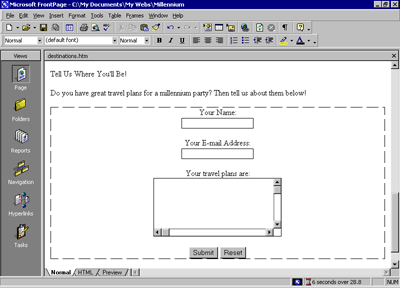 Microsoft FrontPage - C:\My Documents\My Webs\Millennium
File Edit View Insert Format Tools Table Frames Window Help
Normal (default font) Normal B I U
Views destinations.htm
Page
Folders
Reports
Navigation
Hyperlinks
Tasks
Tell Us Where You'll Be!
Do you have great travel plans for a millennium party? Then tell us about them below!
Your Name:
Your E-mail Address:
Your travel plans are:
Submit Reset
Normal HTML Preview
6 seconds over 28.8 NUM